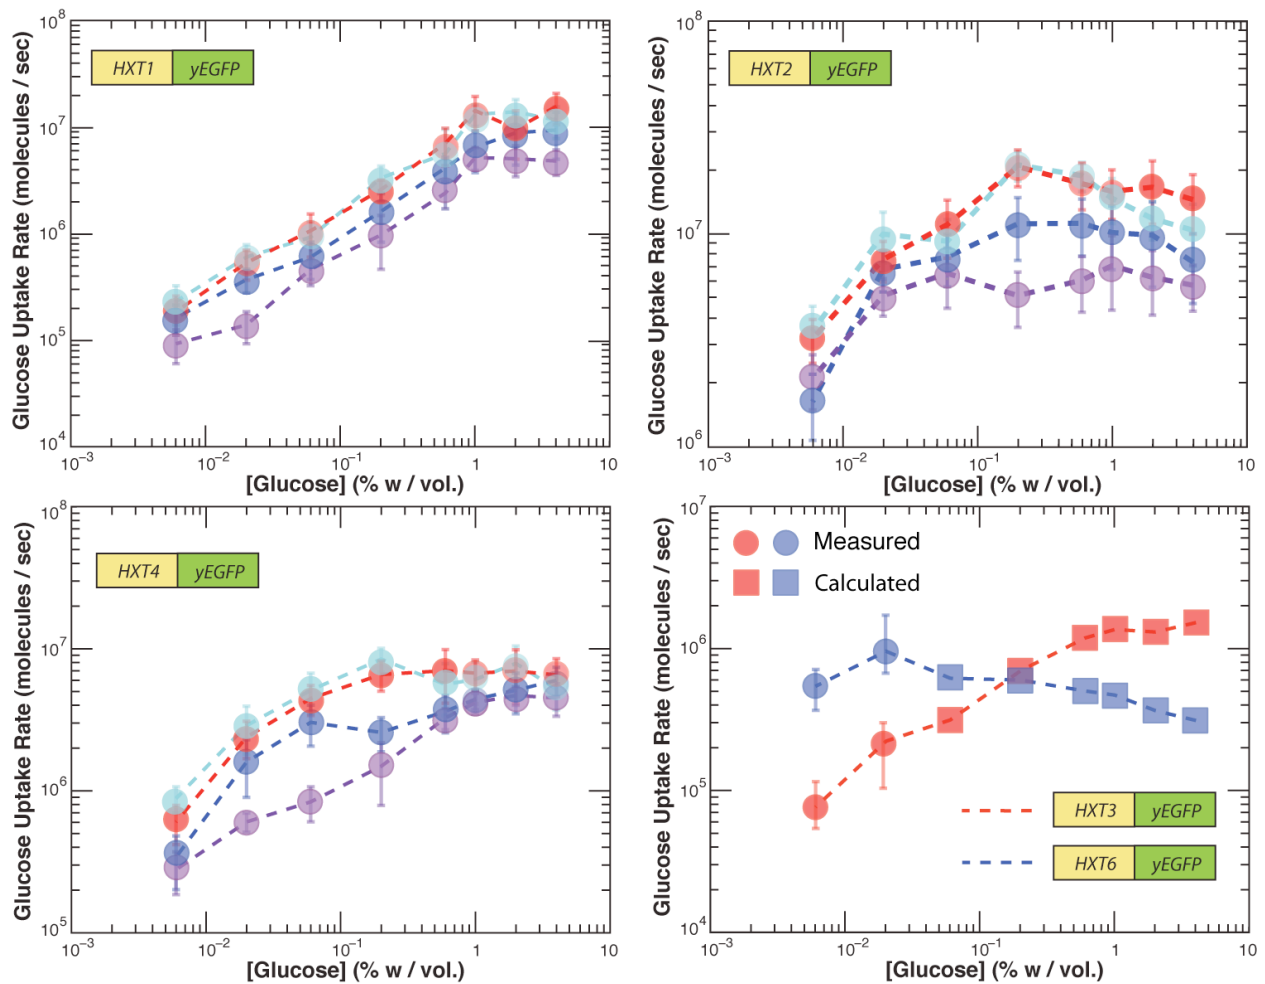 Glucose Uptake Rate (molecules / sec)
10^8
10^7
10^6
10^5
10^4
HXT1 yEGFP
10^−3 10^−2 10^−1 1 10
[Glucose] (% w / vol.)
Glucose Uptake Rate (molecules / sec)
10^8
10^7
10^6
HXT2 yEGFP
10^−3 10^−2 10^−1 1 10
[Glucose] (% w / vol.)
Glucose Uptake Rate (molecules / sec)
10^8
10^7
10^6
10^5
HXT4 yEGFP
10^−3 10^−2 10^−1 1 10
[Glucose] (% w / vol.)
Glucose Uptake Rate (molecules / sec)
10^7
10^6
10^5
10^4
Measured
Calculated
HXT3 yEGFP
HXT6 yEGFP
10^−3 10^−2 10^−1 1 10
[Glucose] (% w / vol.)